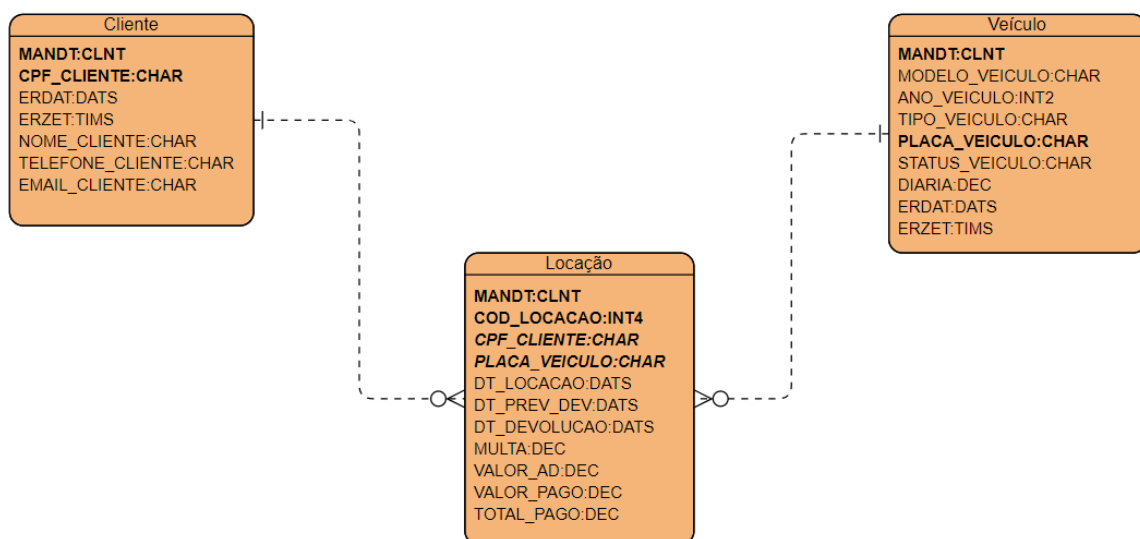 Cliente
MANDT:CLNT
CPF_CLIENTE:CHAR
ERDAT:DATS
ERZET:TIMS
NOME_CLIENTE:CHAR
TELEFONE_CLIENTE:CHAR
EMAIL_CLIENTE:CHAR
Veículo
MANDT:CLNT
MODELO_VEICULO:CHAR
ANO_VEICULO:INT2
TIPO_VEICULO:CHAR
PLACA_VEICULO:CHAR
STATUS_VEICULO:CHAR
DIARIA:DEC
ERDAT:DATS
ERZET:TIMS
Locação
MANDT:CLNT
COD_LOCACAO:INT4
CPF_CLIENTE:CHAR
PLACA_VEICULO:CHAR
DT_LOCACAO:DATS
DT_PREV_DEV:DATS
DT_DEVOLUCAO:DATS
MULTA:DEC
VALOR_AD:DEC
VALOR_PAGO:DEC
TOTAL_PAGO:DEC